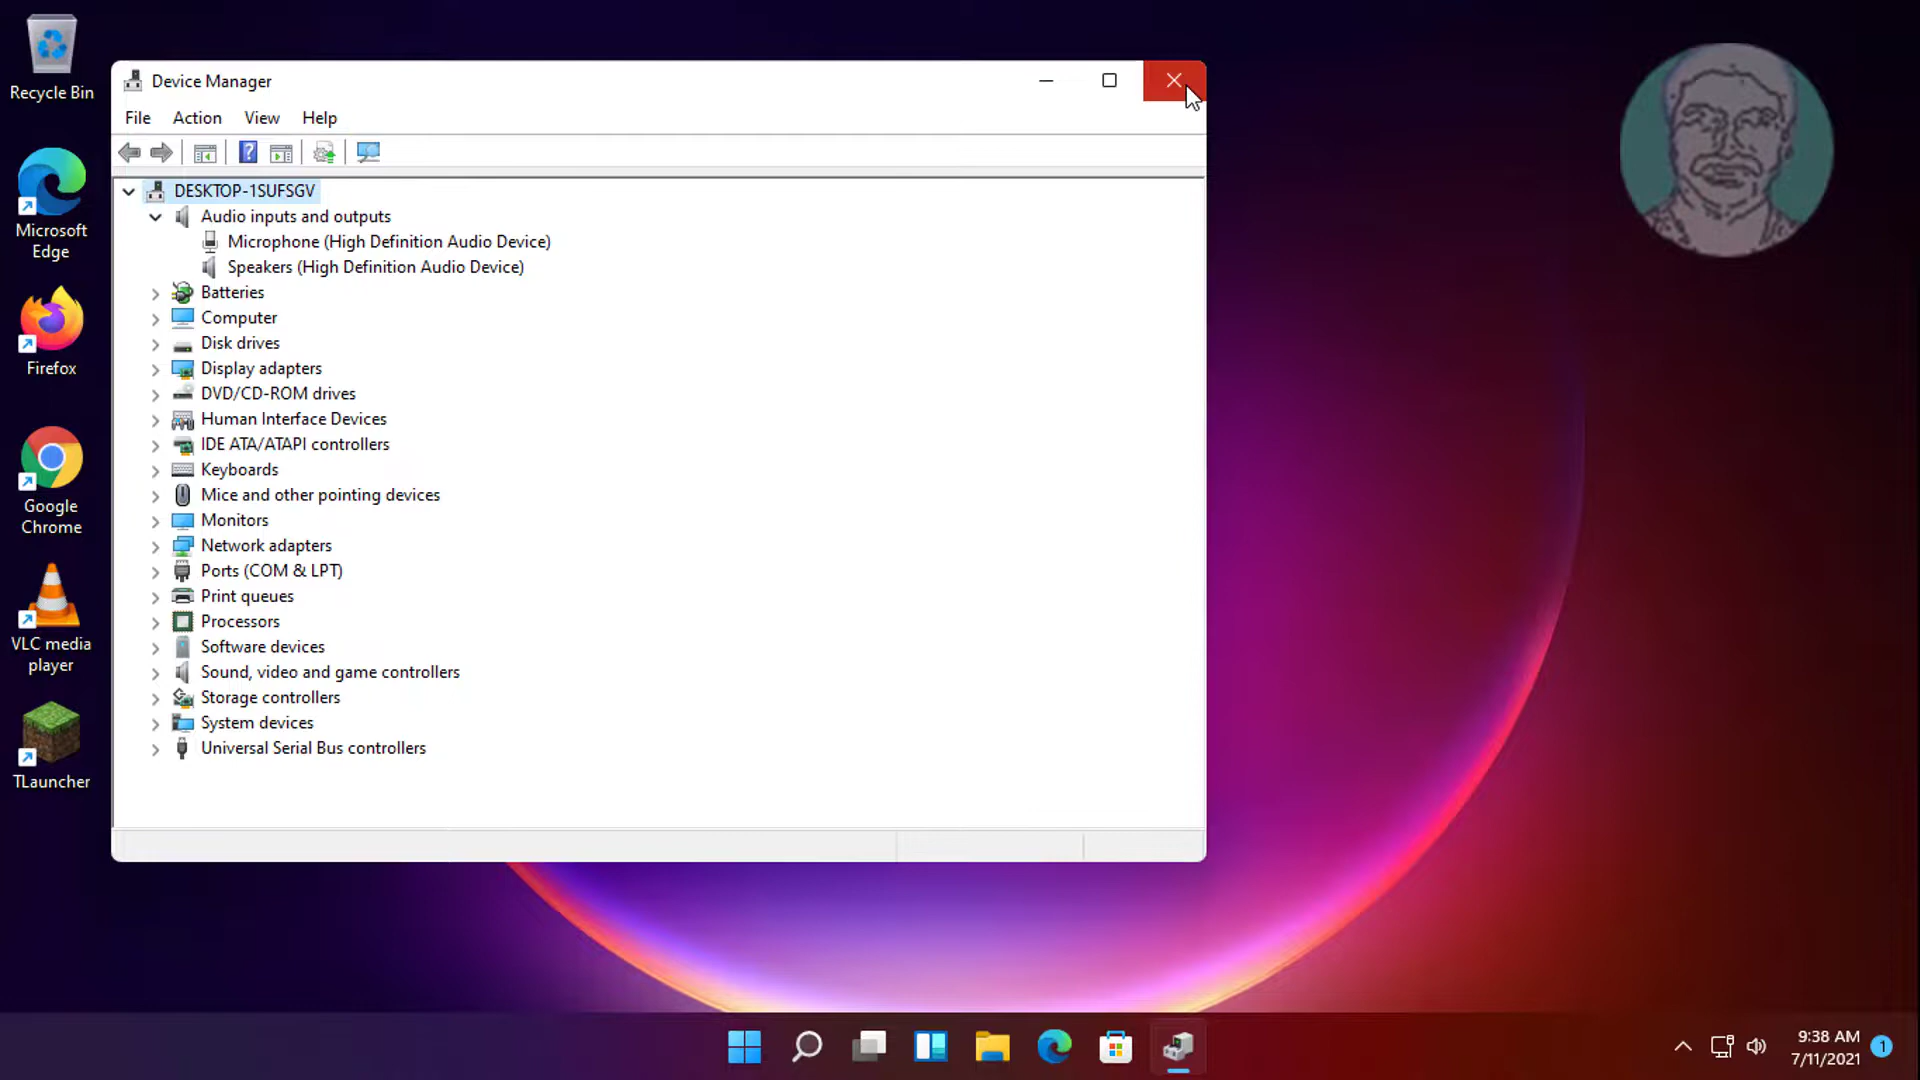 Recycle Bin
Microsoft
Edge
Firefox
Google
Chrome
VLC media
player
TLauncher
Device Manager
File Action View Help
DESKTOP-1SUFSGV
Audio inputs and outputs
Microphone (High Definition Audio Device)
Speakers (High Definition Audio Device)
Batteries
Computer
Disk drives
Display adapters
DVD/CD-ROM drives
Human Interface Devices
IDE ATA/ATAPI controllers
Keyboards
Mice and other pointing devices
Monitors
Network adapters
Ports (COM & LPT)
Print queues
Processors
Software devices
Sound, video and game controllers
Storage controllers
System devices
Universal Serial Bus controllers
9:38 AM
7/11/2021
1